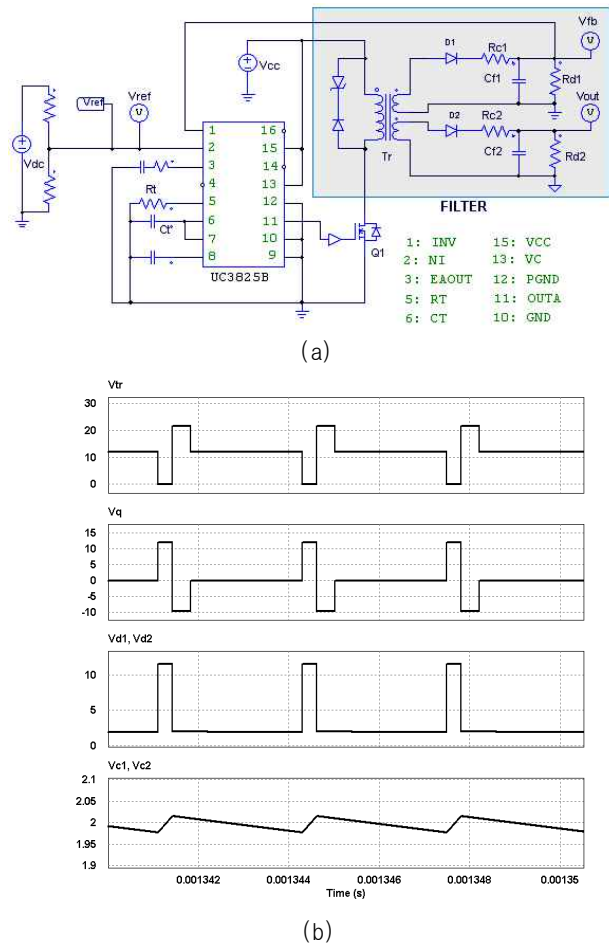 Vfb
D1
Rc1
Cf1
Rd1
Vcc
Vref
Vref
Vout
D2
Rc2
Cf2
Rd2
Vdc
Tr
1 16
2 15
3 14
4 13
5 12
6 11
7 10
8 9
Rt
Ct
UC3825B
Q1
FILTER
1: INV 15: VCC
2: NI 13: VC
3: EAOUT 12: PGND
5: RT 11: OUTA
6: CT 10: GND
(a)
Vtr
30
20
10
0
Vq
15
10
5
0
-5
-10
Vd1, Vd2
10
5
0
Vc1, Vc2
2.1
2.05
2
1.95
1.9
0.001342 0.001344 0.001346 0.001348 0.00135
Time (s)
(b)